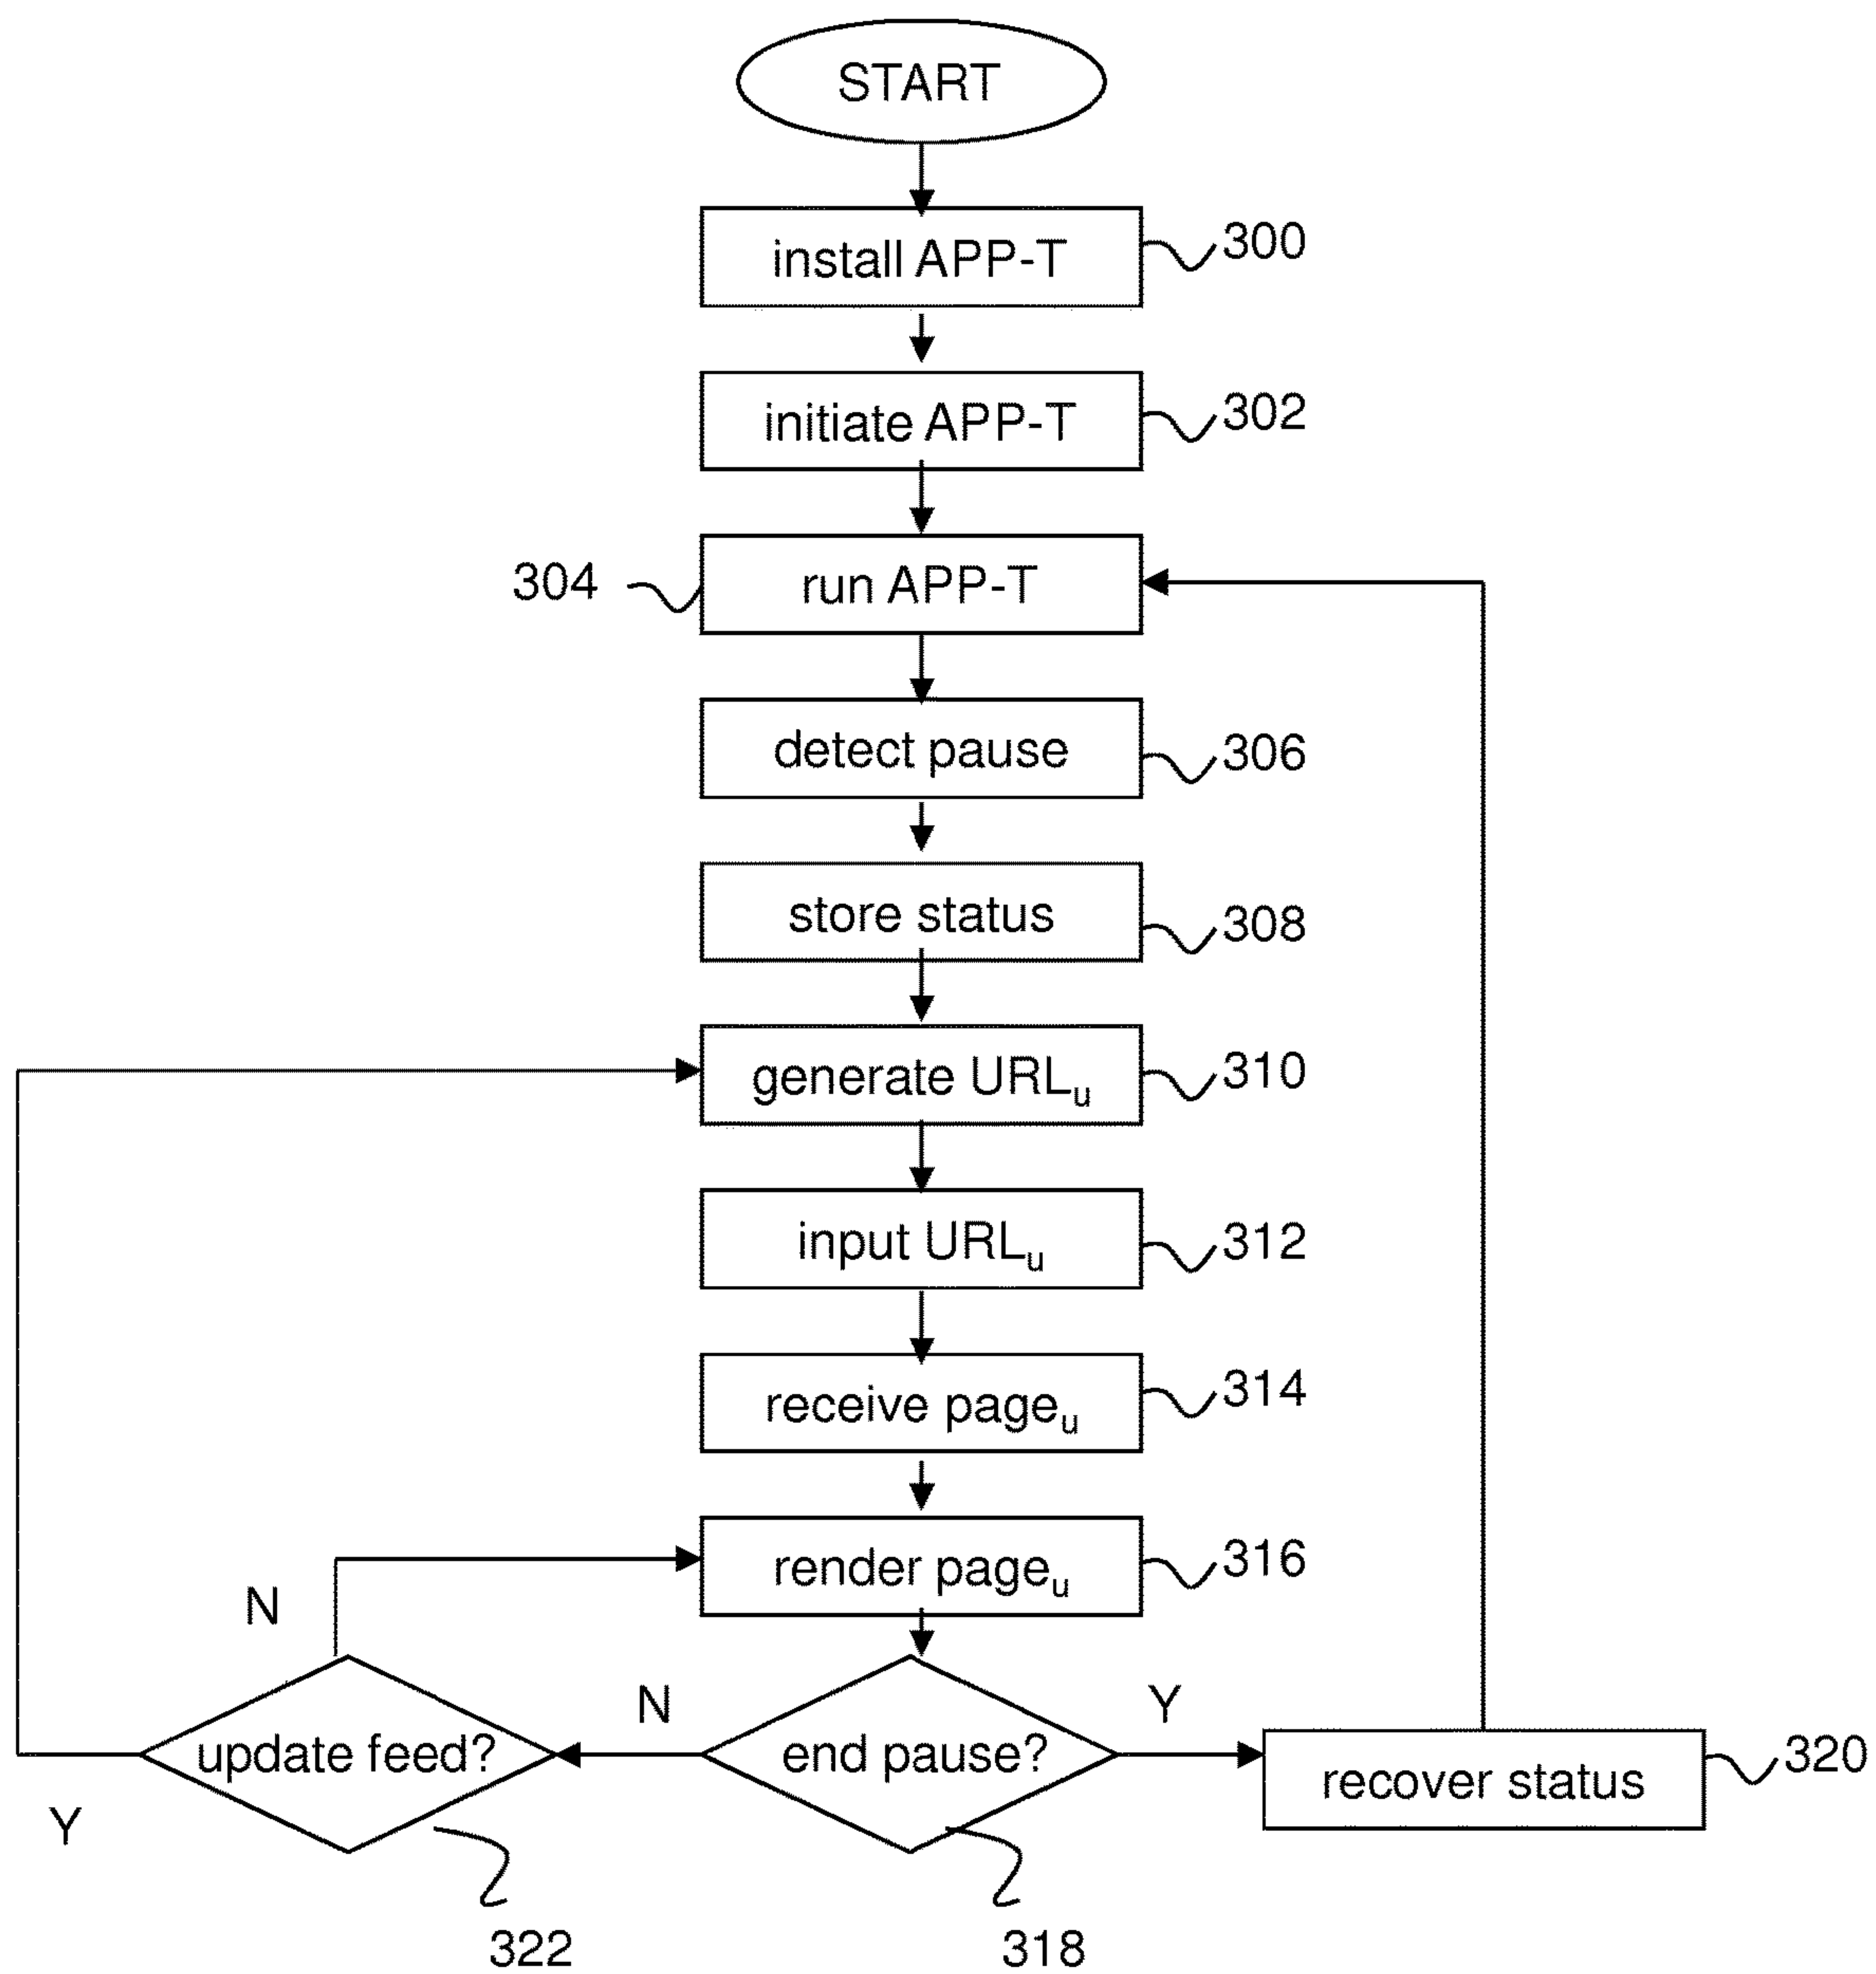 START
install APP-T
300
initiate APP-T
302
304
run APP-T
detect pause
306
store status
308
generate URLu
310
input URLu
312
receive pageu
314
render pageu
316
N
N
Y
update feed?
end pause?
recover status
320
Y
322
318